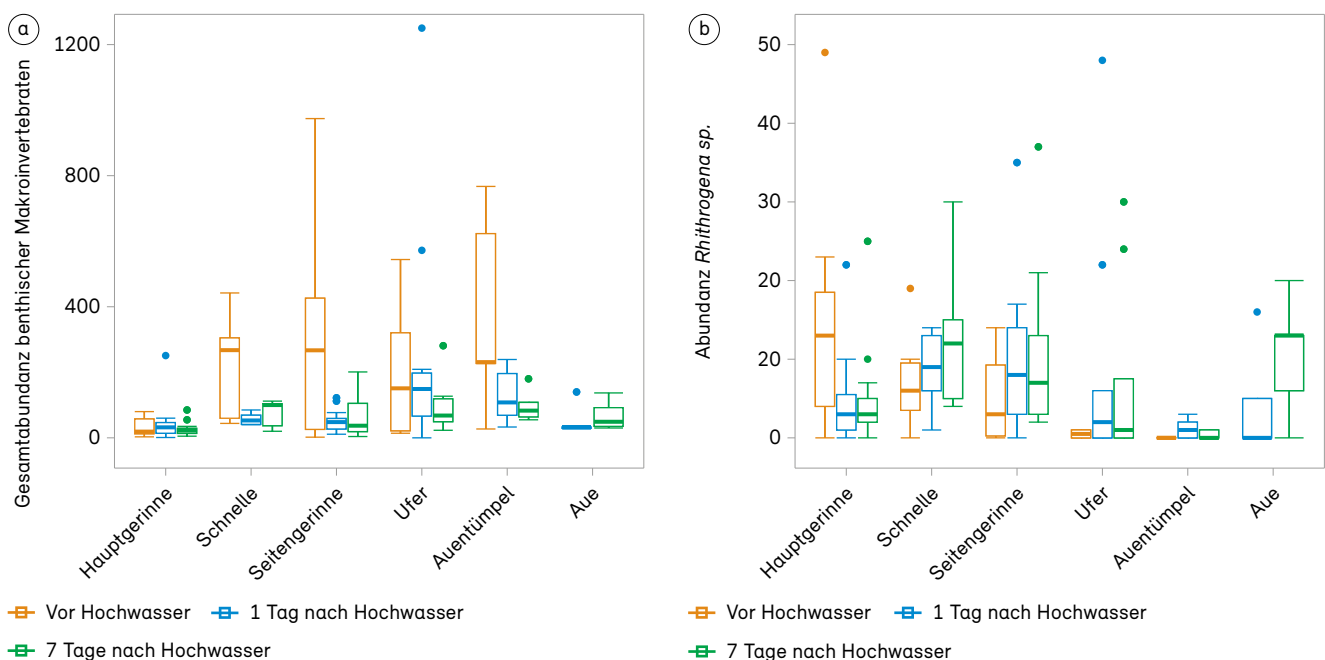 a
Gesamtabundanz benthischer Makroinvertebraten
1200
800
400
0
Hauptgerinne
Schnelle
Seitengerinne
Ufer
Auentümpel
Aue
Vor Hochwasser
1 Tag nach Hochwasser
7 Tage nach Hochwasser
b
Abundanz Rhithrogena sp.
50
40
30
20
20
0
Hauptgerinne
Schnelle
Seitengerinne
Ufer
Auentümpel
Aue
Vor Hochwasser
1 Tag nach Hochwasser
7 Tage nach Hochwasser